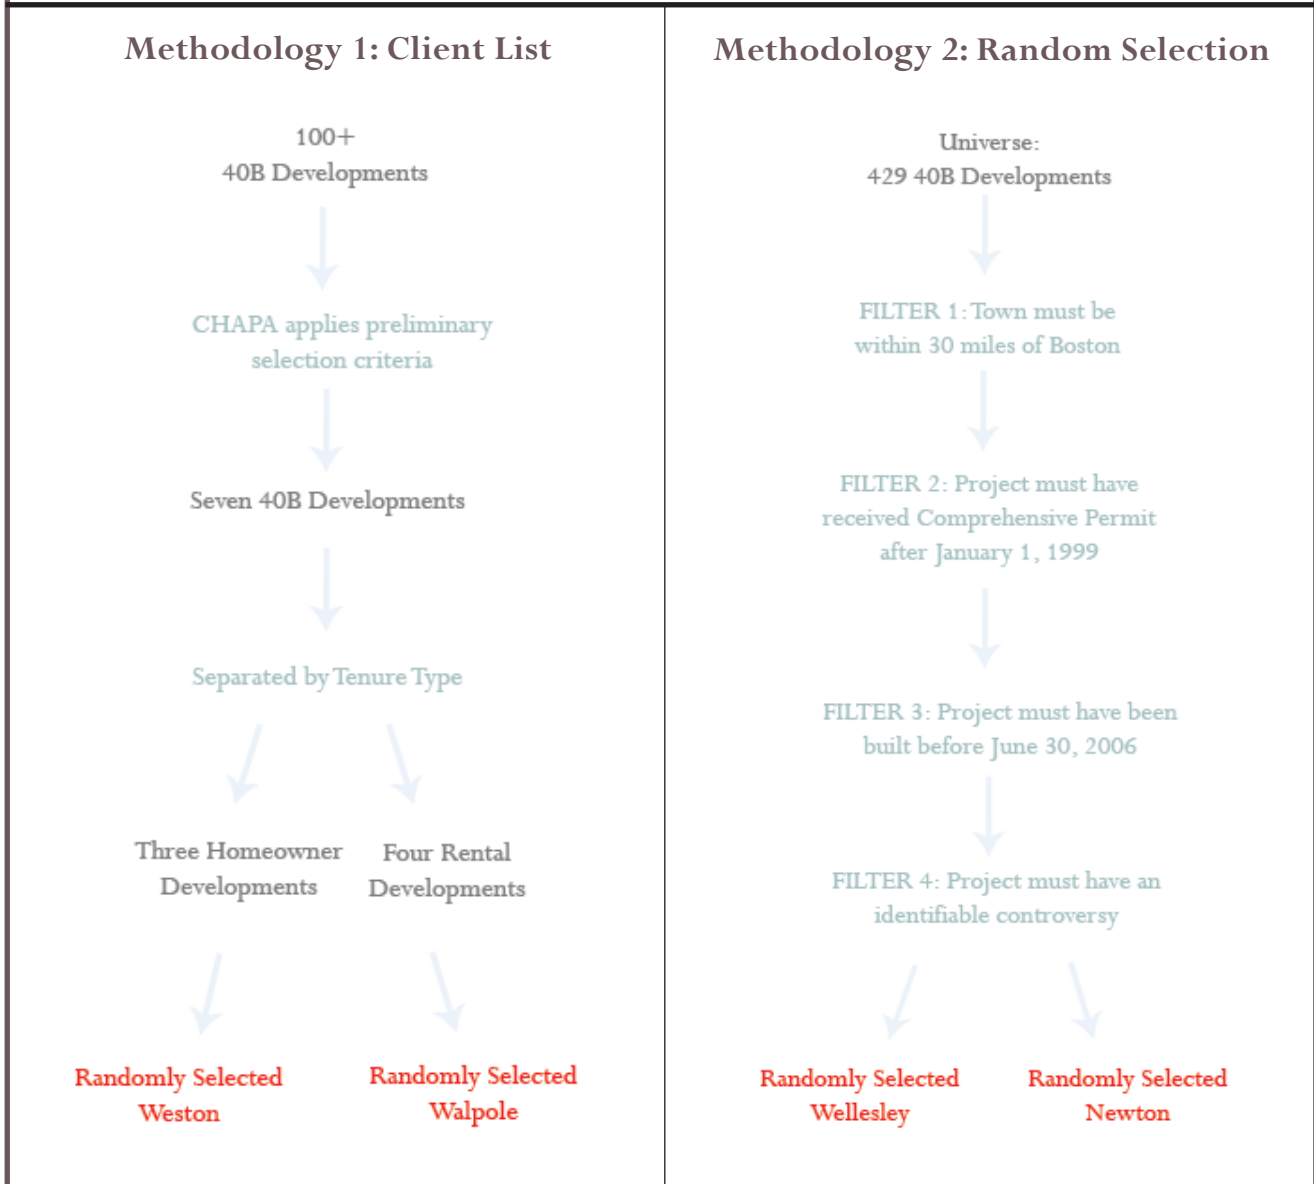 Methodology 1: Client List
100+
40B Developments
CHAPA applies preliminary
selection criteria
Seven 40B Developments
Separated by Tenure Type
Three Homeowner
Developments
Four Rental
Developments
Randomly Selected
Weston
Randomly Selected
Walpole
Methodology 2: Random Selection
Universe:
429 40B Developments
FILTER 1: Town must be
within 30 miles of Boston
FILTER 2: Project must have
received Comprehensive Permit
after January 1, 1999
FILTER 3: Project must have been
built before June 30, 2006
FILTER 4: Project must have an
identifiable controversy
Randomly Selected
Wellesley
Randomly Selected
Newton